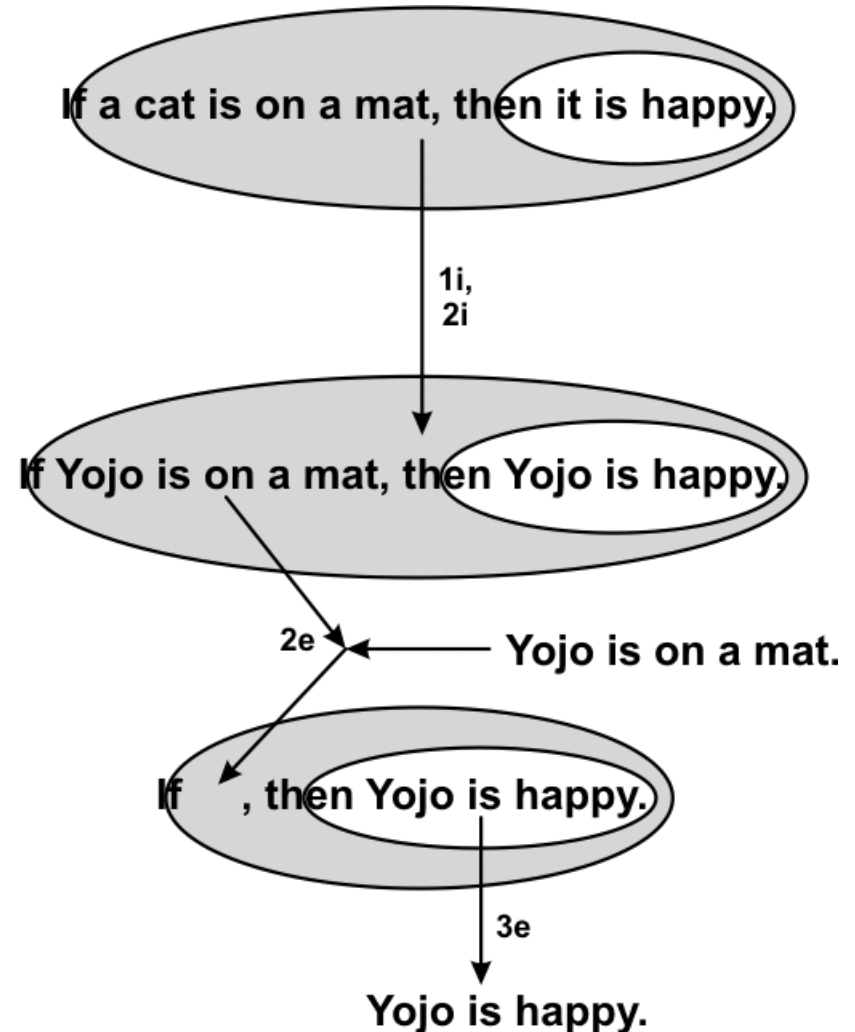 If a cat is on a mat, then it is happy.
1i,
2i
If Yojo is on a mat, then Yojo is happy.
2e
Yojo is on a mat.
If , then Yojo is happy.
3e
Yojo is happy.